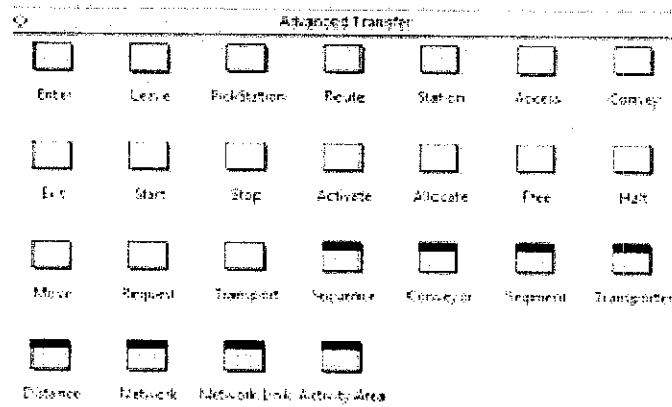 Advanced Transfer
Enter Leave PickStation Route Station Access Convey
Exit Start Stop Activate Allocate Free Halt
Move Request Transport Sequence Conveyor Segment Transporter
Distance Network Network Link Activity Area